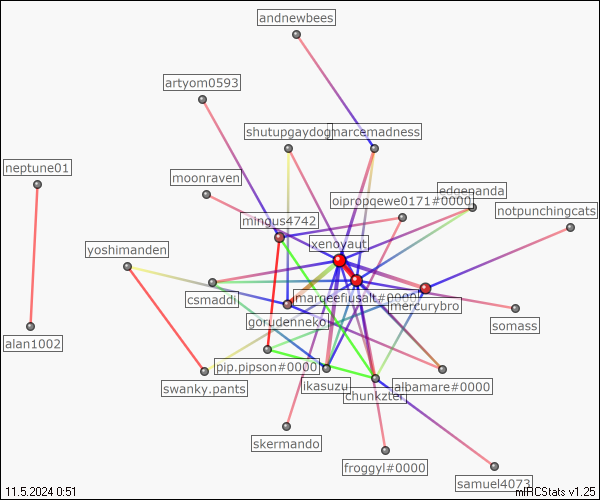 andnewbees
artyom0593
shutupgaydog
marcemadness
neptune01
moonraven
edgepanda
oipropqewe0171#0000
notpunchingcats
mingus4742
xenoyaut
yoshimanden
csmaddi
marqeefiusalt#0000
mercurybro
somass
gorudenneko
alan1002
pip.pipson#0000
swanky.pants
ikasuzu
albamare#0000
chunkzter
skermando
froggyl#0000
samuel4073
11.5.2024 0:51
mIRCStats v1.25